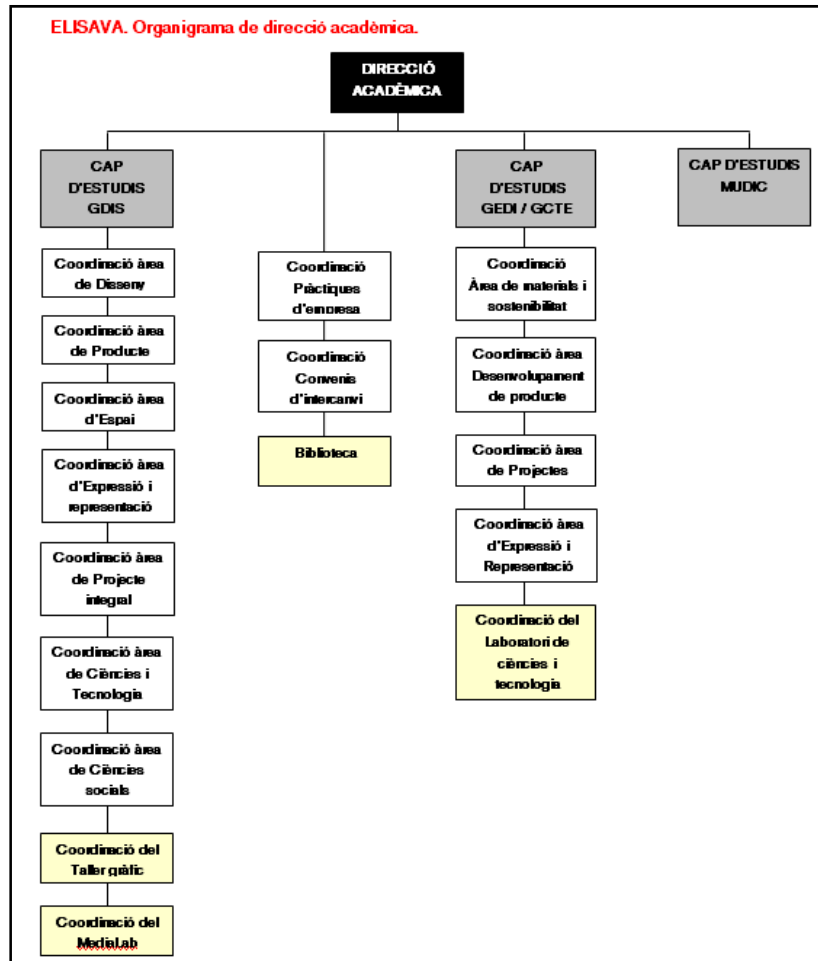 ELISAVA. Organigrama de direcció acadèmica.
DIRECCIÓ
ACADÈMICA
CAP
D'ESTUDIS
GDIS
Coordinació àrea
de Disseny
Coordinació àrea
de Producte
Coordinació àrea
d'Espai
Coordinació àrea
d'Expressió i
representació
Coordinació àrea
de Projecte
integral
Coordinació àrea
de Ciències i
Tecnologia
Coordinació àrea
de Ciències
socials
Coordinació del
Taller gràfic
Coordinació del
MediaLab
Coordinació
Pràctiques
d'empresa
Coordinació
Convenis
d'intercanvi
Biblioteca
CAP
D'ESTUDIS
GEDI / GCTE
Coordinació
Àrea de materials i
sostenibilitat
Coordinació àrea
Desenvolupament
de producte
Coordinació àrea
de Projectes
Coordinació àrea
d'Expressió i
Representació
Coordinació del
Laboratori de
ciències i
tecnologia
CAP D'ESTUDIS
MUDIC